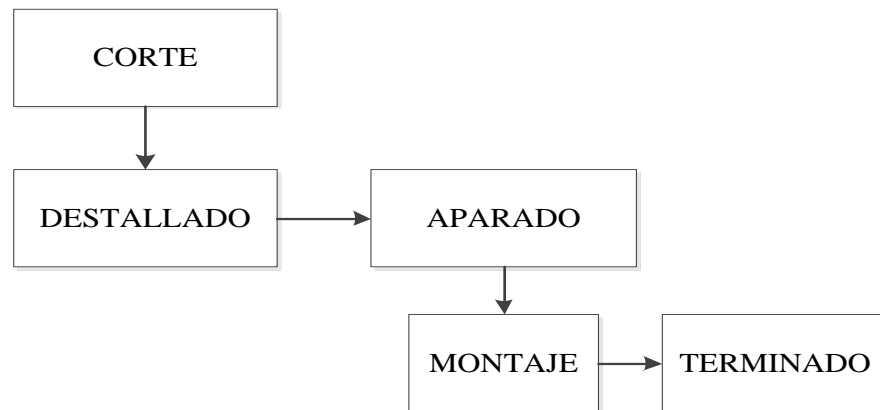 CORTE
DESTALLADO
APARADO
MONTAJE
TERMINADO